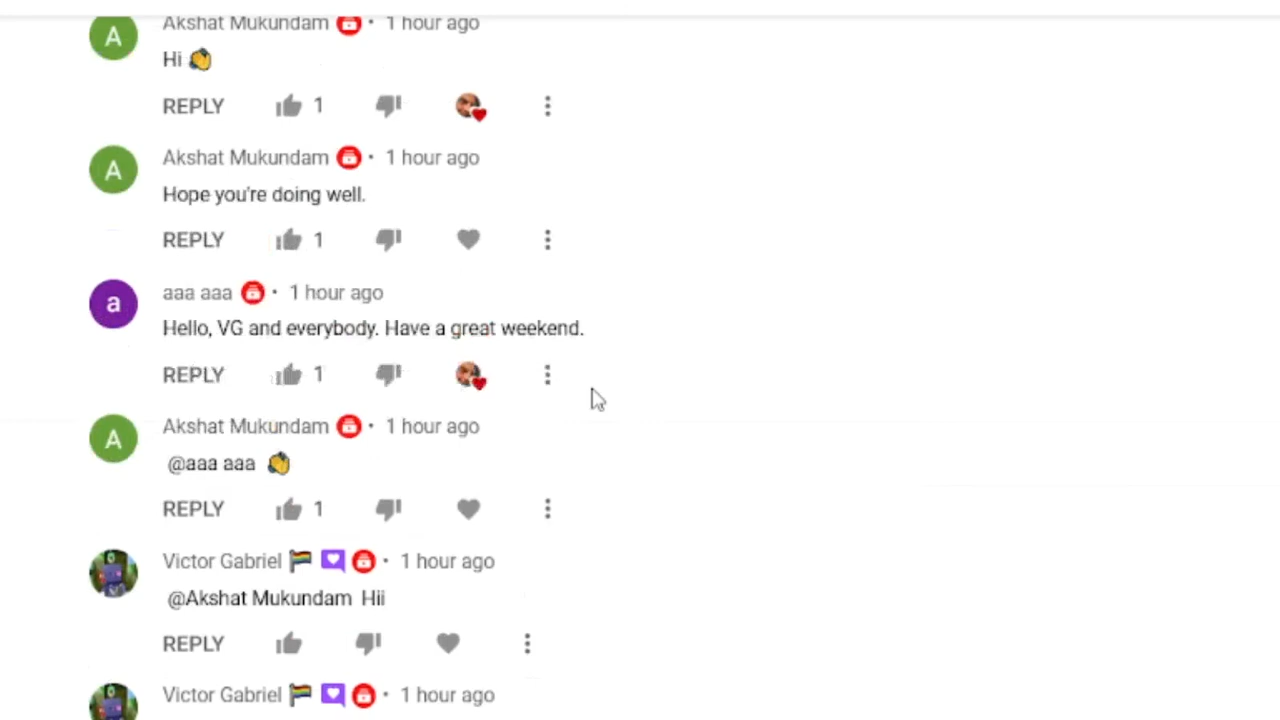 Akshat Mukundam • 1 hour ago
Hi 👏
REPLY 1
A
Akshat Mukundam • 1 hour ago
Hope you're doing well.
REPLY 1
A
aaa aaa • 1 hour ago
Hello, VG and everybody. Have a great weekend.
REPLY 1
a
Akshat Mukundam • 1 hour ago
@aaa aaa 👏
REPLY 1
A
Victor Gabriel 🏳️‍🌈 • 1 hour ago
@Akshat Mukundam Hii
REPLY
Victor Gabriel 🏳️‍🌈 • 1 hour ago